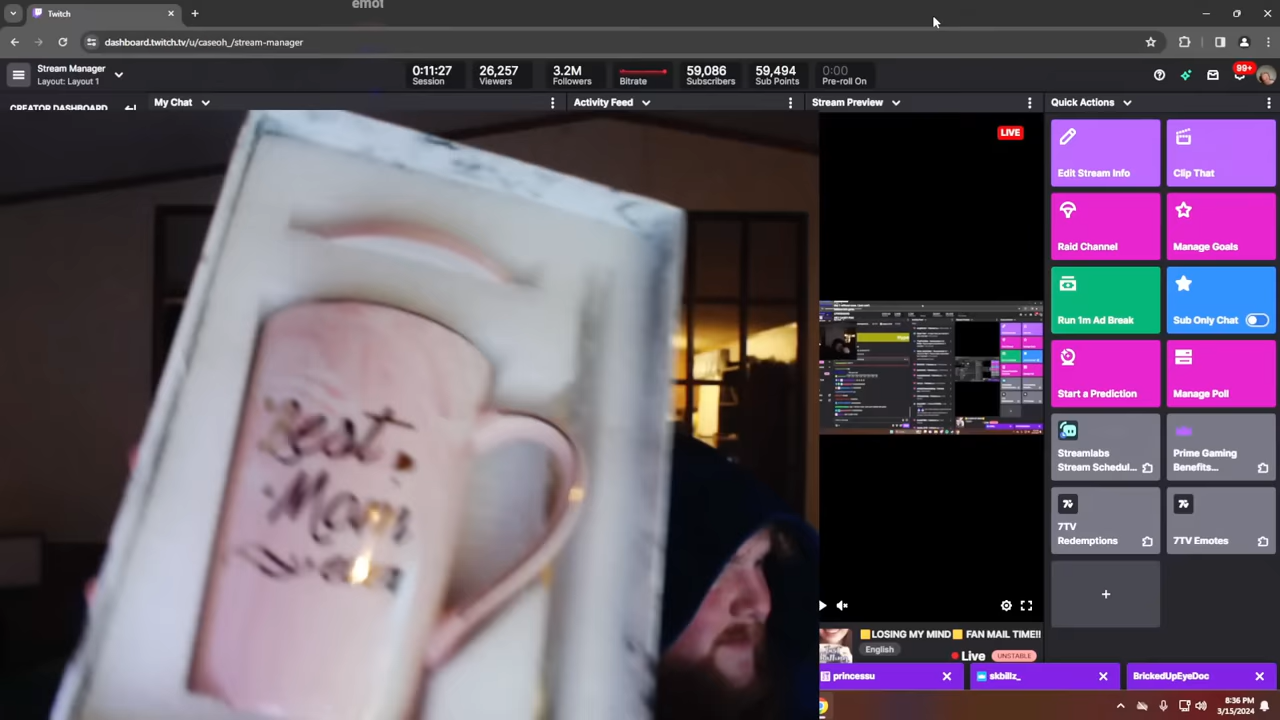 emot
Twitch
dashboard.twitch.tv/u/caseoh_/stream-manager
Stream Manager
Layout: Layout 1
0:11:27
Session
26,257
Viewers
3.2M
Followers
Bitrate
59,086
Subscribers
59,494
Sub Points
0:00
Pre-roll On
99+
CREATOR DASHBOARD
My Chat
Activity Feed
Stream Preview
Quick Actions
LIVE
Best
Mom
Edit Stream Info
Clip That
Raid Channel
Manage Goals
Run 1m Ad Break
Sub Only Chat
Start a Prediction
Manage Poll
Streamlabs
Stream Schedul...
Prime Gaming
Benefits...
7TV
Redemptions
7TV Emotes
+
🟨LOSING MY MIND🟨 FAN MAIL TIME!!
English
Live
UNSTABLE
princessu
skbillz_
BrickedUpEyeDoc
8:36 PM
3/15/2024